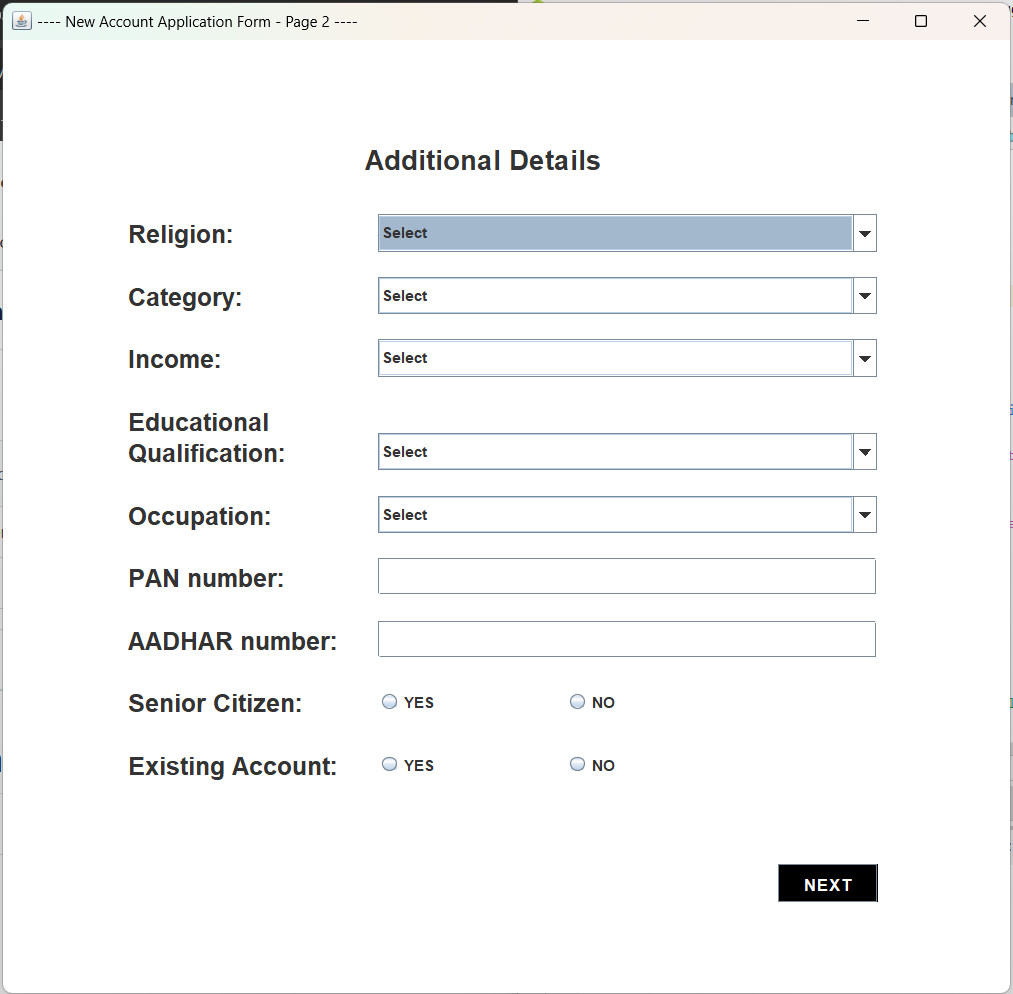 ---- New Account Application Form - Page 2 ----
Additional Details
Religion: Select
Category: Select
Income: Select
Educational
Qualification: Select
Occupation: Select
PAN number:
AADHAR number:
Senior Citizen: YES NO
Existing Account: YES NO
NEXT